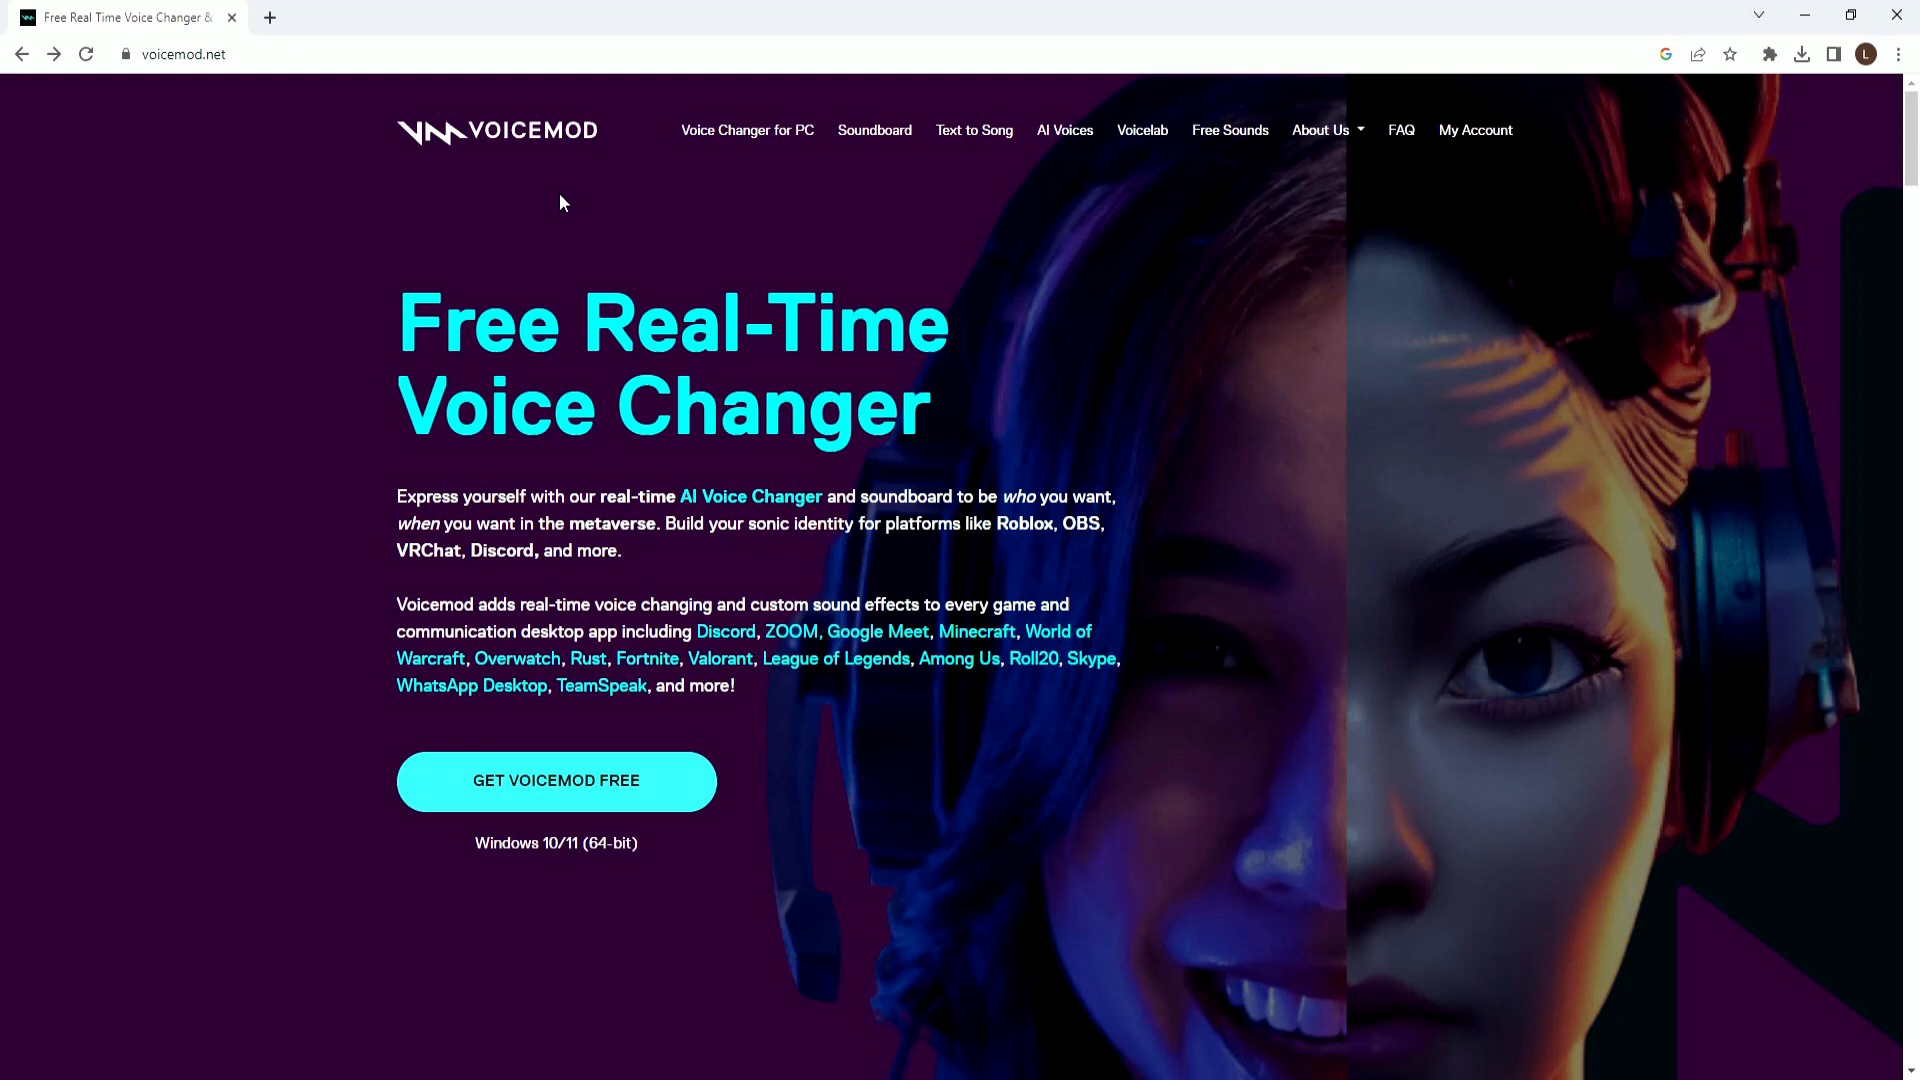 Free Real Time Voice Changer &
voicemod.net
L
VOICEMOD
Voice Changer for PC Soundboard Text to Song AI Voices Voicelab Free Sounds About Us FAQ My Account
Free Real-Time
Voice Changer
Express yourself with our real-time AI Voice Changer and soundboard to be who you want,
when you want in the metaverse. Build your sonic identity for platforms like Roblox, OBS,
VRChat, Discord, and more.
Voicemod adds real-time voice changing and custom sound effects to every game and
communication desktop app including Discord, ZOOM, Google Meet, Minecraft, World of
Warcraft, Overwatch, Rust, Fortnite, Valorant, League of Legends, Among Us, Roll20, Skype,
WhatsApp Desktop, TeamSpeak, and more!
GET VOICEMOD FREE
Windows 10/11 (64-bit)